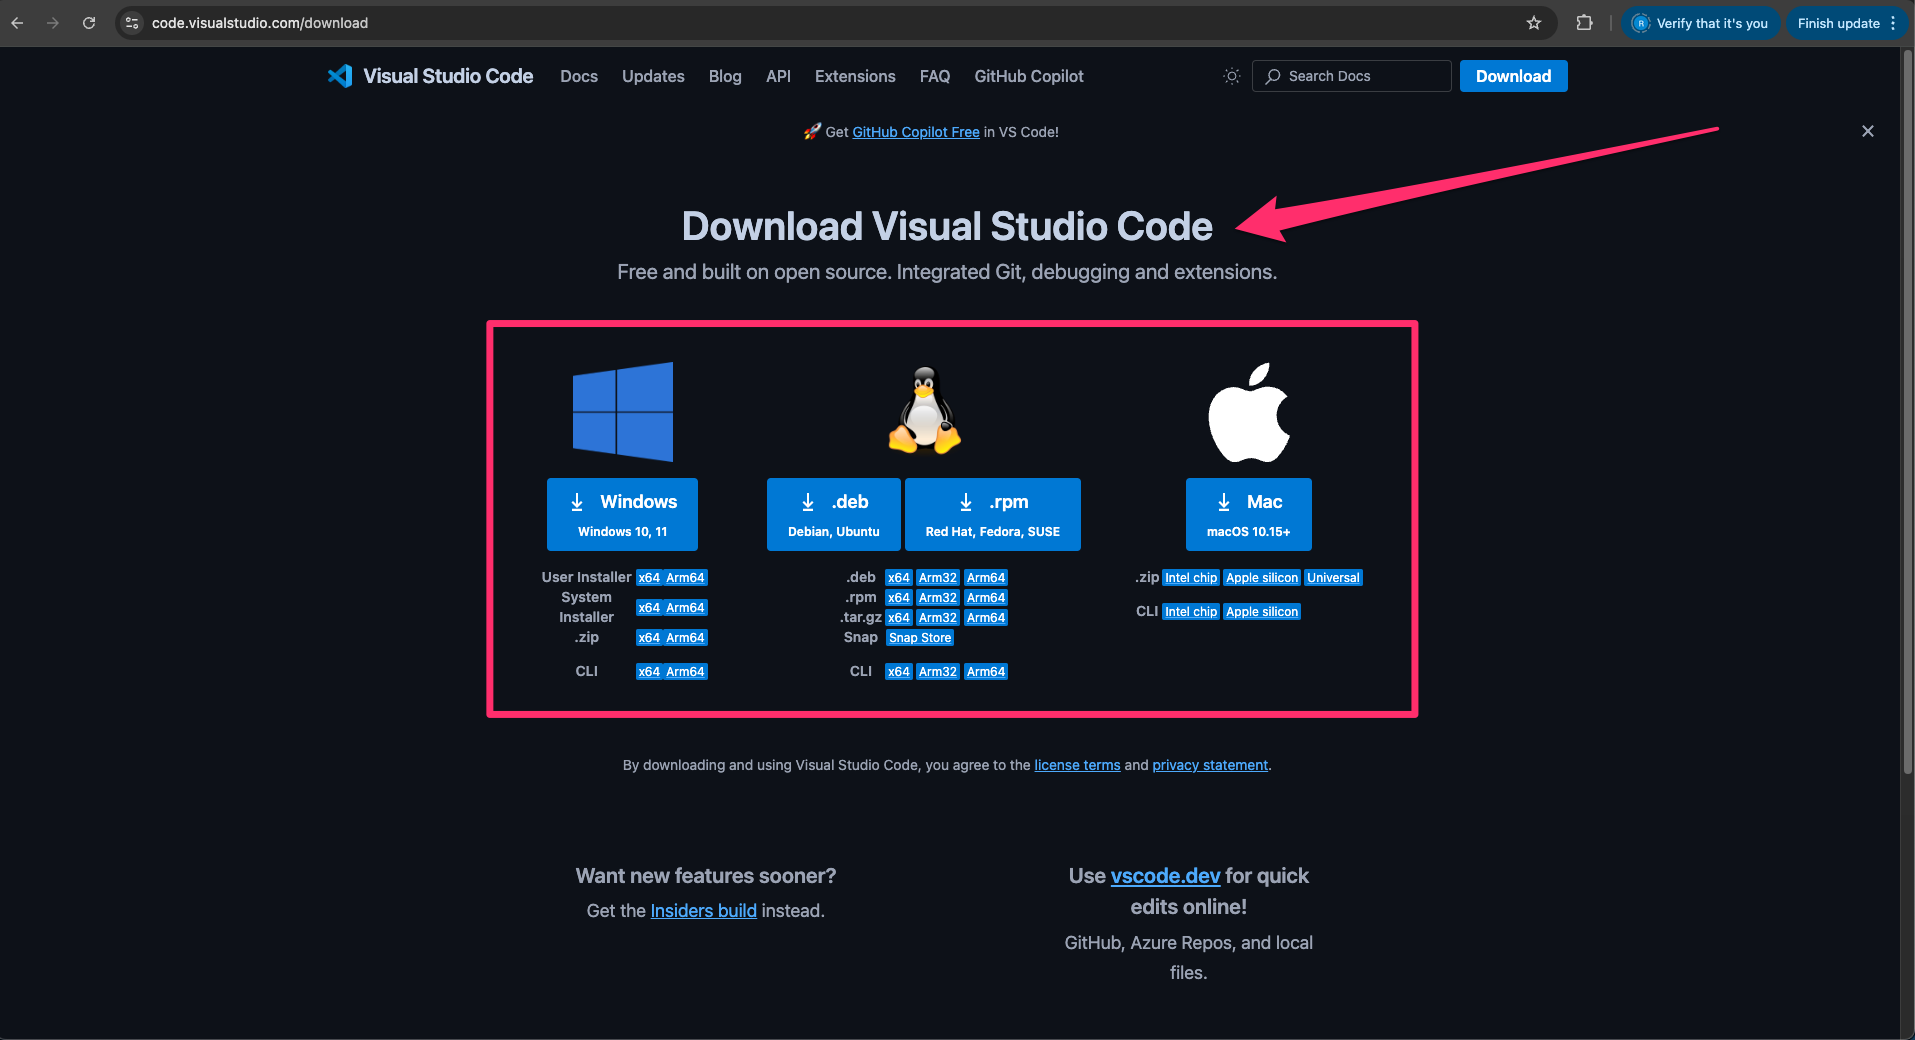 code.visualstudio.com/download
Verify that it's you
Finish update
Visual Studio Code
Docs
Updates
Blog
API
Extensions
FAQ
GitHub Copilot
Search Docs
Download
🚀 Get GitHub Copilot Free in VS Code!
Download Visual Studio Code
Free and built on open source. Integrated Git, debugging and extensions.
Windows
Windows 10, 11
User Installer x64 Arm64
System
Installer x64 Arm64
.zip x64 Arm64
CLI x64 Arm64
.deb
Debian, Ubuntu
.rpm
Red Hat, Fedora, SUSE
.deb x64 Arm32 Arm64
.rpm x64 Arm32 Arm64
.tar.gz x64 Arm32 Arm64
Snap Snap Store
CLI x64 Arm32 Arm64
Mac
macOS 10.15+
.zip Intel chip Apple silicon Universal
CLI Intel chip Apple silicon
By downloading and using Visual Studio Code, you agree to the license terms and privacy statement.
Want new features sooner?
Get the Insiders build instead.
Use vscode.dev for quick
edits online!
GitHub, Azure Repos, and local
files.